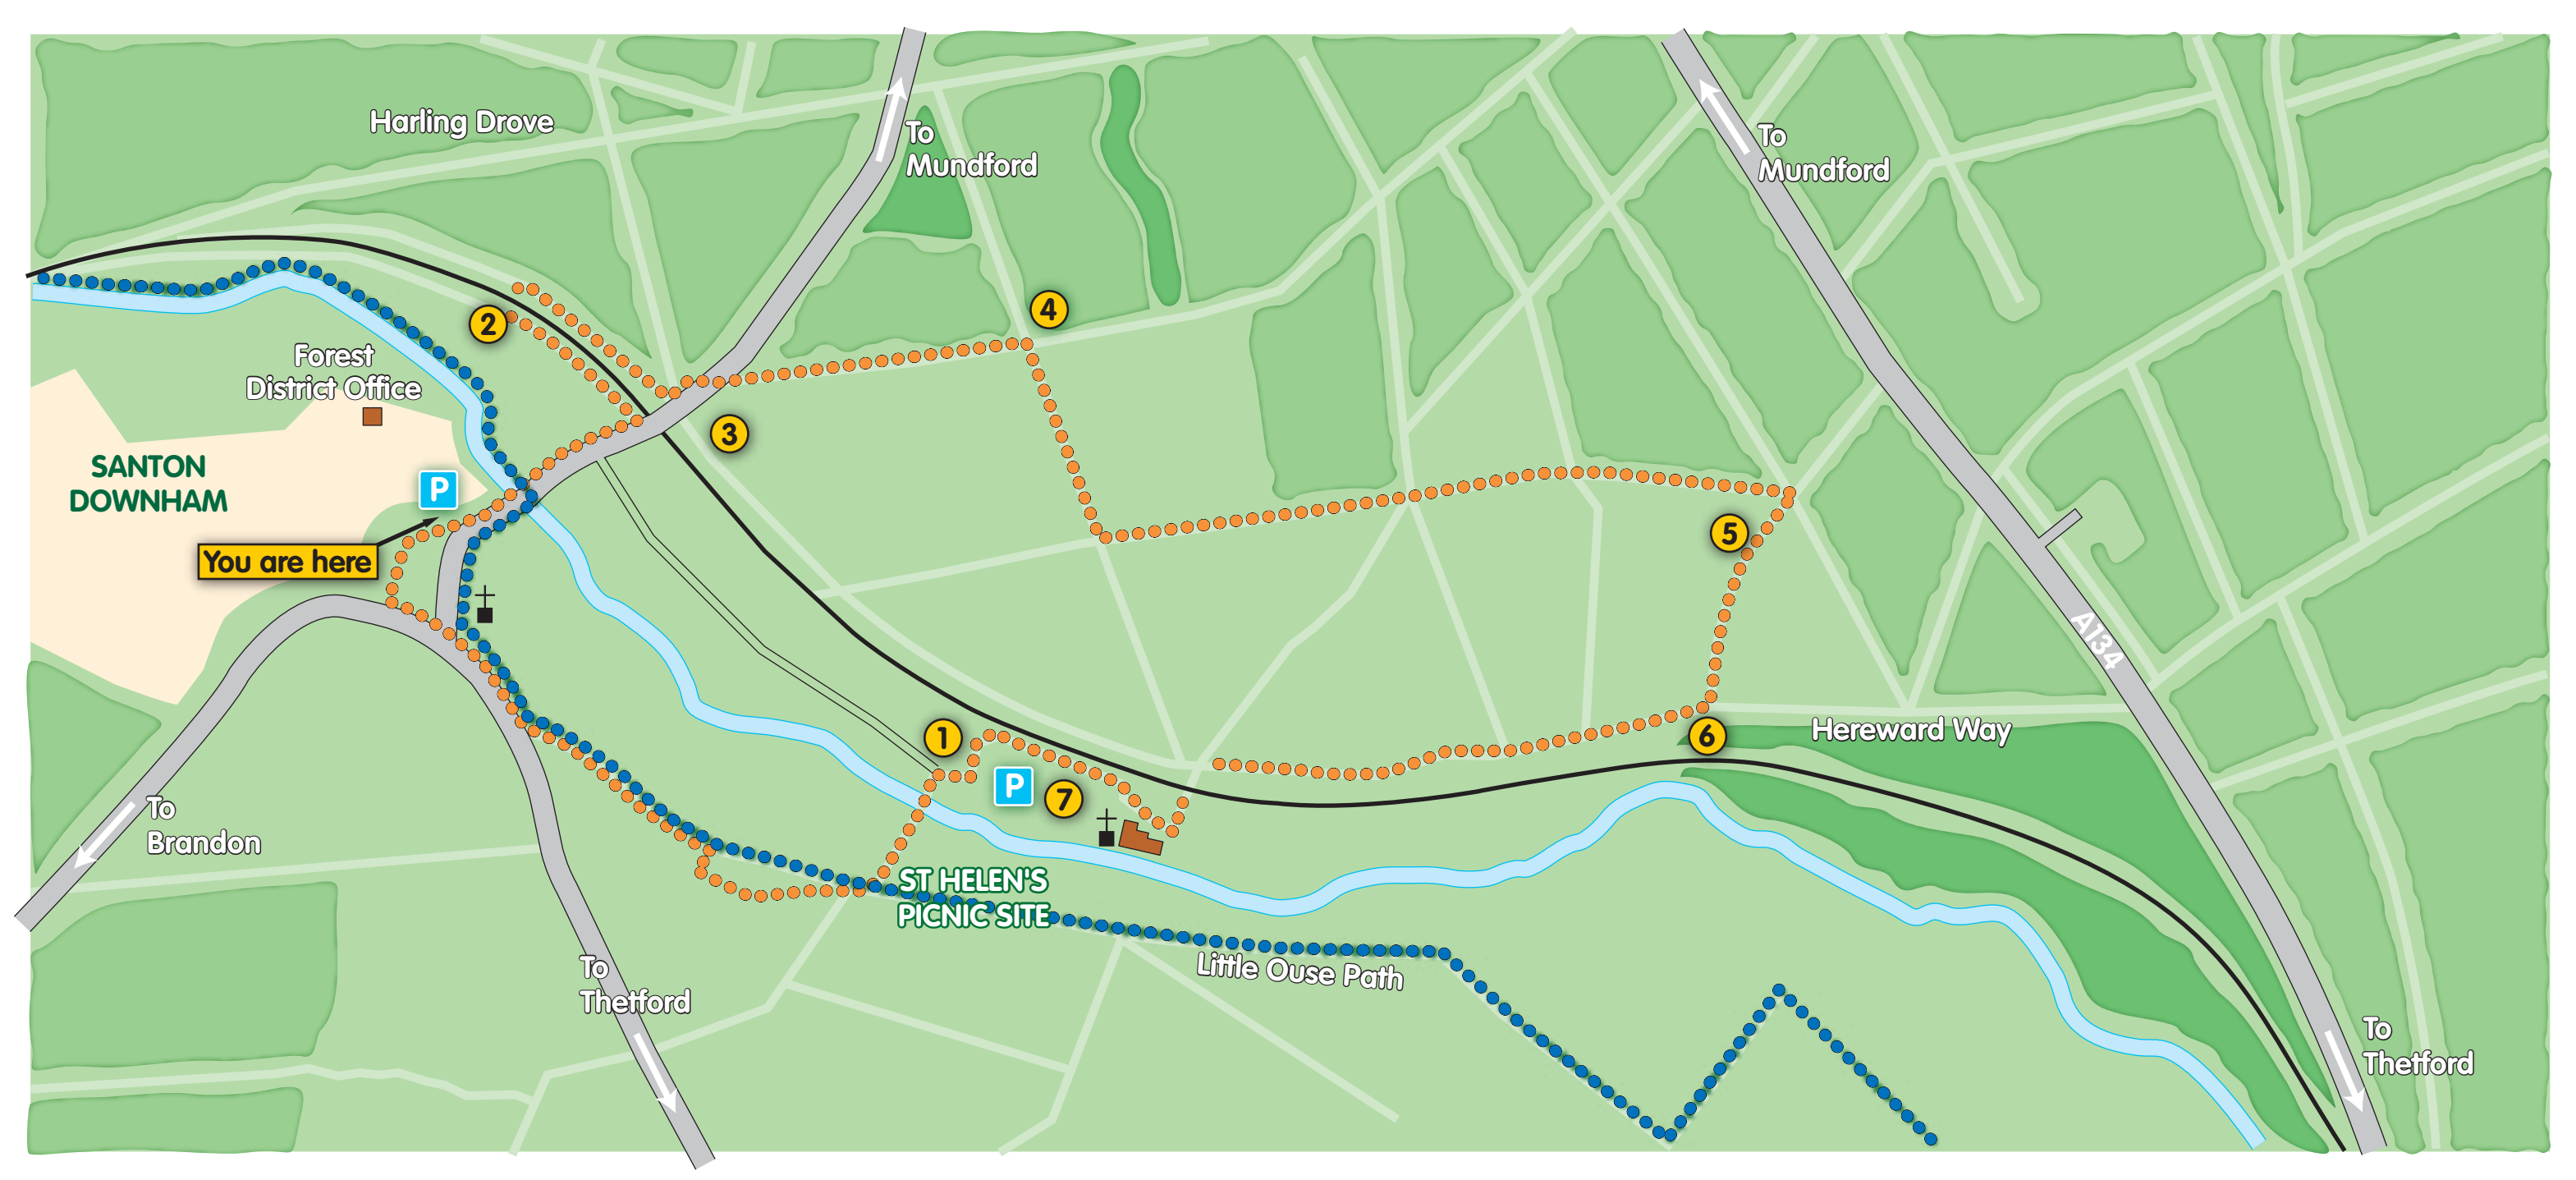 Harling Drove
To
Mundford
To
Mundford
2
4
Forest
District Office
3
SANTON
DOWNHAM
P
5
You are here
A134
1
6
Hereward Way
P
7
To
Brandon
ST HELEN'S
PICNIC SITE
Little Ouse Path
To
Thetford
To
Thetford